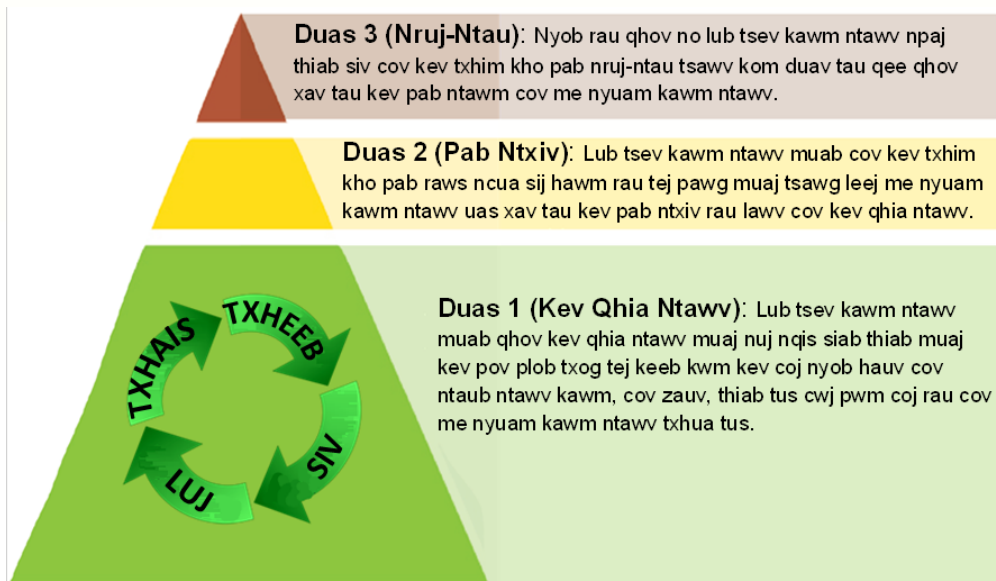 Duas 3 (Nruj-Ntau): Nyob rau qhov no lub tsev kawm ntawv npaj
thiab siv cov kev txhim kho pab nruj-ntau tsawv kom duav tau qee qhov
xav tau kev pab ntawm cov me nyuam kawm ntawv.
Duas 2 (Pab Ntxiv): Lub tsev kawm ntawv muab cov kev txhim
kho pab raws ncua sij hawm rau tej pawg muaj tsawg leej me nyuam
kawm ntawv uas xav tau kev pab ntxiv rau lawv cov kev qhia ntawv.
Duas 1 (Kev Qhia Ntawv): Lub tsev kawm ntawv
muab qhov kev qhia ntawv muaj nuj nqis siab thiab muaj
kev pov plob txog tej keeb kwm kev coj nyob hauv cov
ntaub ntawv kawm, cov zauv, thiab tus cwj pwm coj rau cov
me nyuam kawm ntawv txhua tus.
TXHEEB
SIV
LUJ
TXHAIS